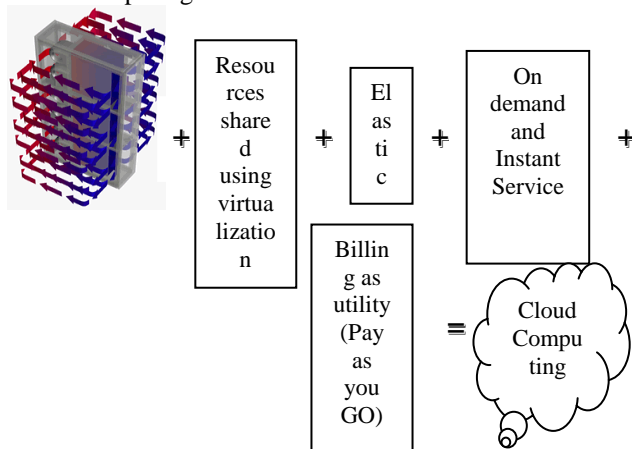 +
Resou
rces
share
d
using
virtua
lizatio
n
+
El
as
ti
c
+
On
demand
and
Instant
Service
+
Billin
g as
utility
(Pay
as
you
GO)
=
Cloud
Compu
ting